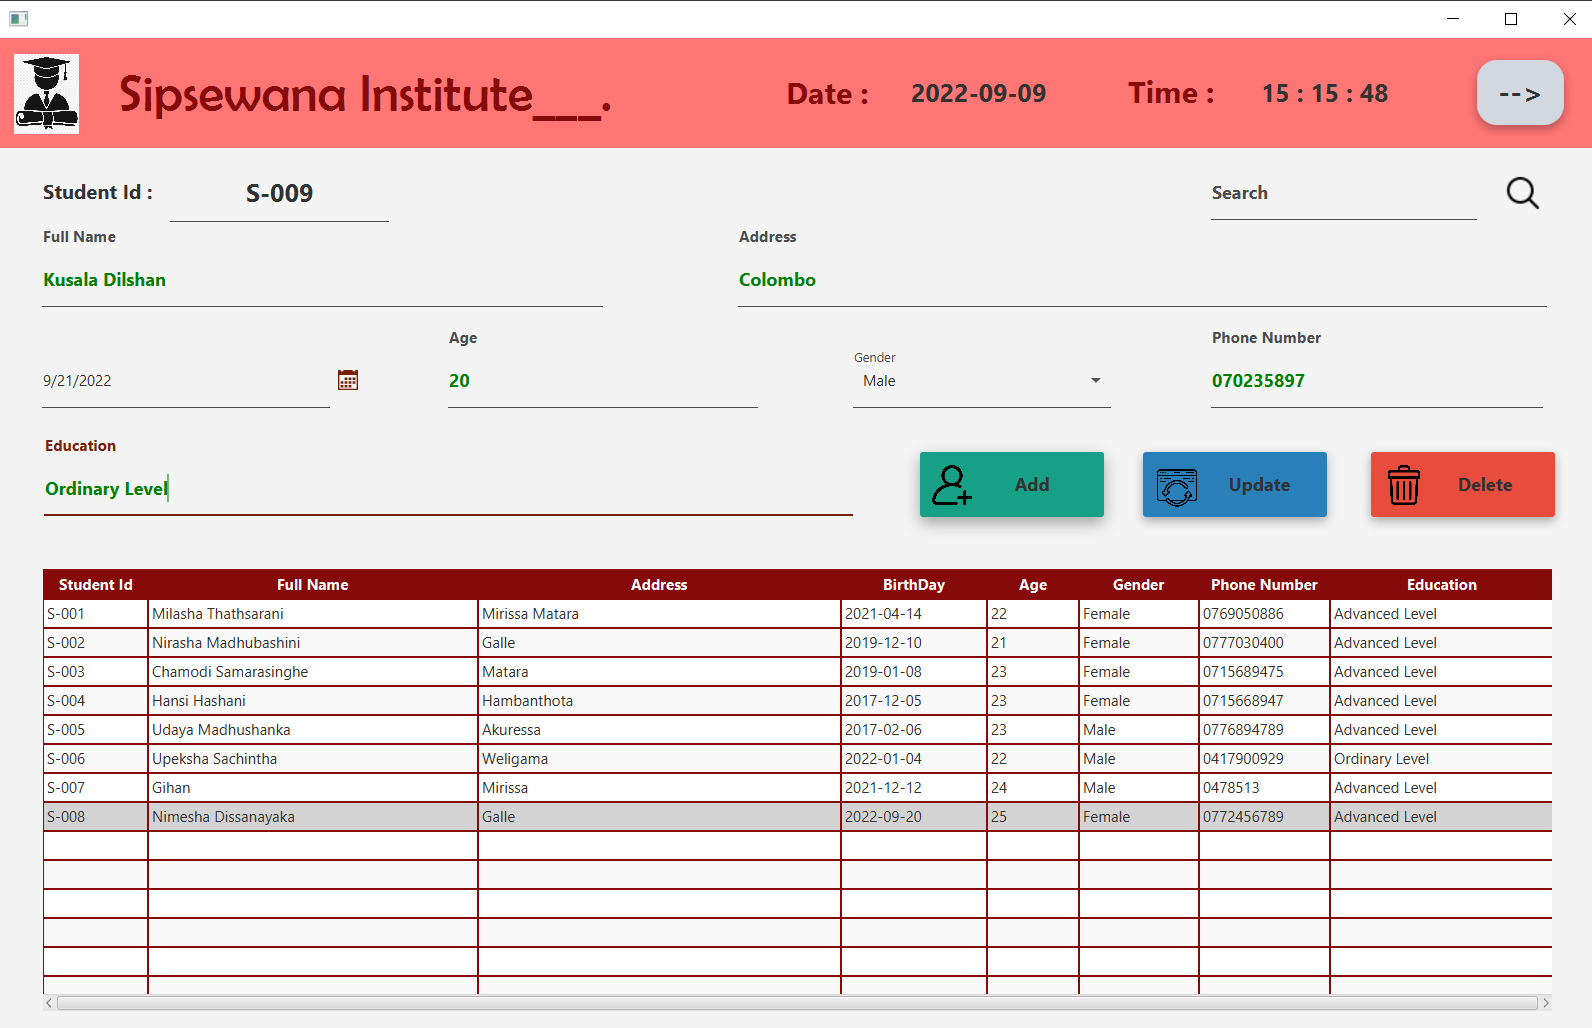 Sipsewana Institute___.
Date : 2022-09-09 Time : 15 : 15 : 48 -->
Student Id : S-009 Search
Full Name Address
Kusala Dilshan Colombo
Age Gender Phone Number
9/21/2022 20 Male 070235897
Education
Ordinary Level Add Update Delete
Student Id Full Name Address BirthDay Age Gender Phone Number Education
S-001 Milasha Thathsarani Mirissa Matara 2021-04-14 22 Female 0769050886 Advanced Level
S-002 Nirasha Madhubashini Galle 2019-12-10 21 Female 0777030400 Advanced Level
S-003 Chamodi Samarasinghe Matara 2019-01-08 23 Female 0715689475 Advanced Level
S-004 Hansi Hashani Hambanthota 2017-12-05 23 Female 0715668947 Advanced Level
S-005 Udaya Madhushanka Akuressa 2017-02-06 23 Male 0776894789 Advanced Level
S-006 Upeksha Sachintha Weligama 2022-01-04 22 Male 0417900929 Ordinary Level
S-007 Gihan Mirissa 2021-12-12 24 Male 0478513 Advanced Level
S-008 Nimesha Dissanayaka Galle 2022-09-20 25 Female 0772456789 Advanced Level